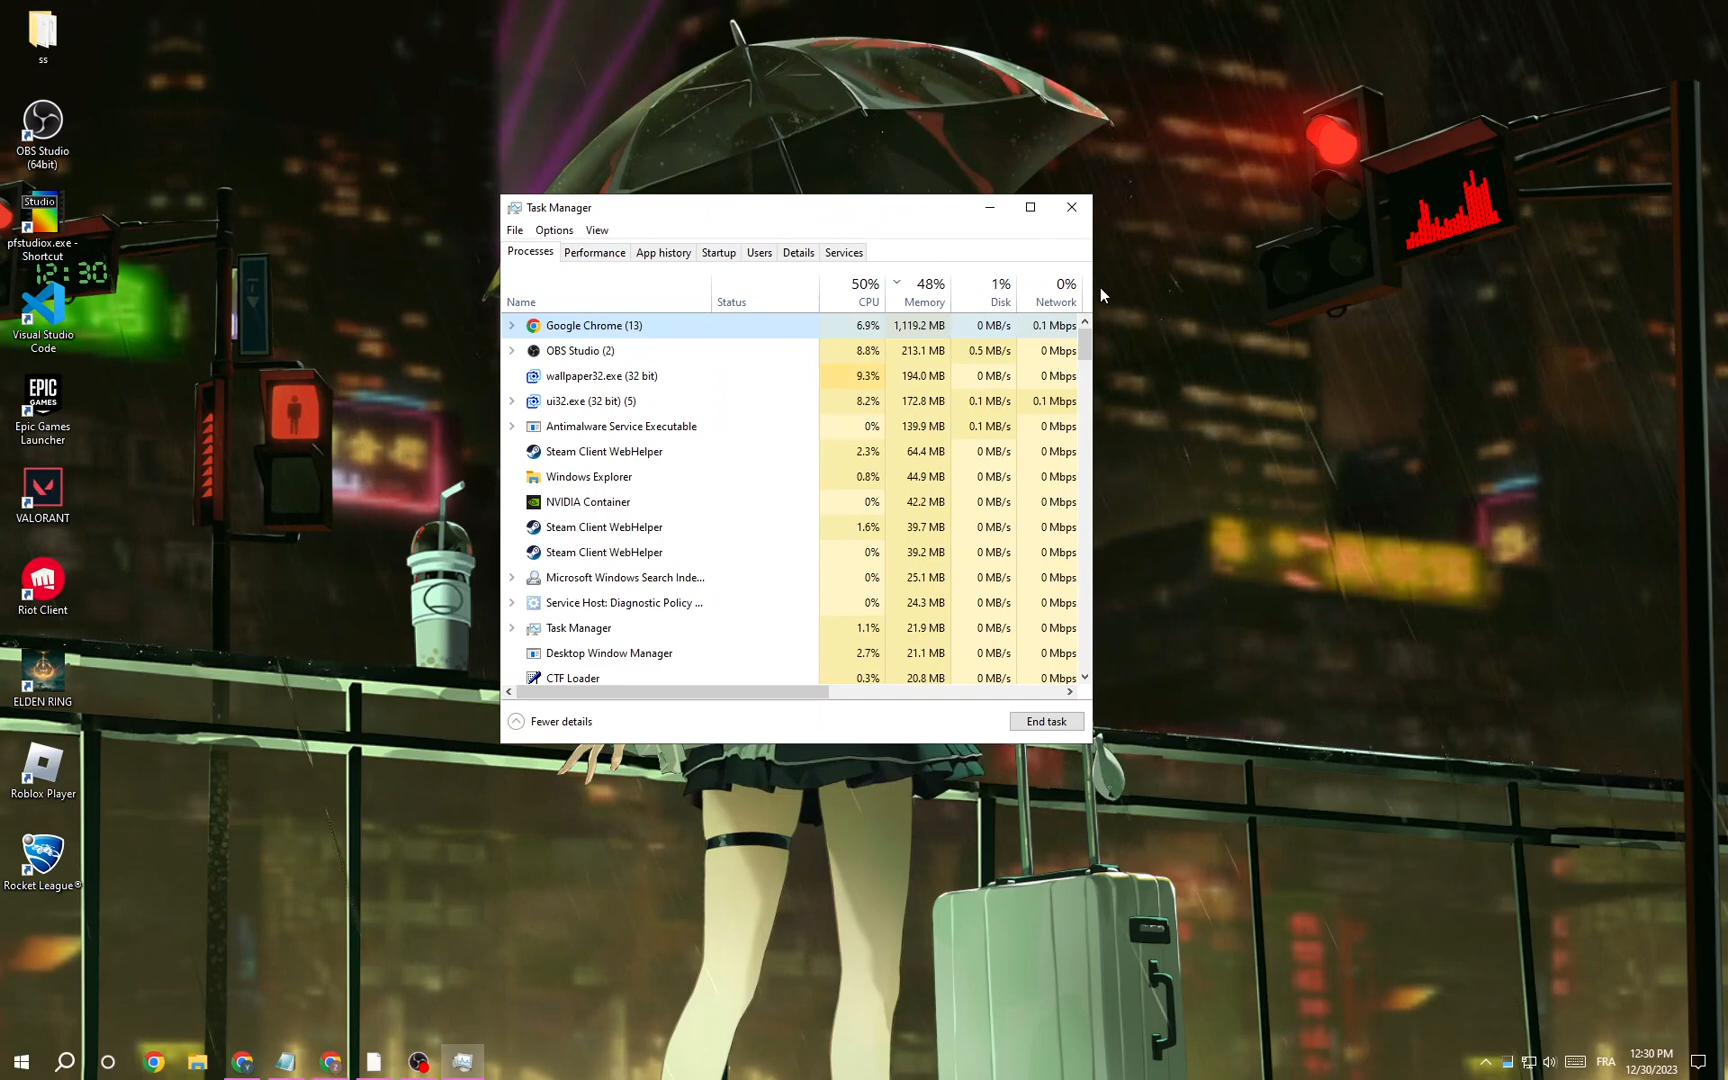 ss
OBS Studio
(64bit)
Studio
pfstudiox.exe -
Shortcut
12:30
Visual Studio
Code
EPIC
GAMES
Epic Games
Launcher
VALORANT
Riot Client
ELDEN RING
Roblox Player
Rocket League®
Task Manager
File Options View
Processes Performance App history Startup Users Details Services
50% 48% 1% 0%
Name Status CPU Memory Disk Network
Google Chrome (13) 6.9% 1,119.2 MB 0 MB/s 0.1 Mbps
OBS Studio (2) 8.8% 213.1 MB 0.5 MB/s 0 Mbps
wallpaper32.exe (32 bit) 9.3% 194.0 MB 0 MB/s 0 Mbps
ui32.exe (32 bit) (5) 8.2% 172.8 MB 0.1 MB/s 0.1 Mbps
Antimalware Service Executable 0% 139.9 MB 0.1 MB/s 0 Mbps
Steam Client WebHelper 2.3% 64.4 MB 0 MB/s 0 Mbps
Windows Explorer 0.8% 44.9 MB 0 MB/s 0 Mbps
NVIDIA Container 0% 42.2 MB 0 MB/s 0 Mbps
Steam Client WebHelper 1.6% 39.7 MB 0 MB/s 0 Mbps
Steam Client WebHelper 0% 39.2 MB 0 MB/s 0 Mbps
Microsoft Windows Search Inde... 0% 25.1 MB 0 MB/s 0 Mbps
Service Host: Diagnostic Policy ... 0% 24.3 MB 0 MB/s 0 Mbps
Task Manager 1.1% 21.9 MB 0 MB/s 0 Mbps
Desktop Window Manager 2.7% 21.1 MB 0 MB/s 0 Mbps
CTF Loader 0.3% 20.8 MB 0 MB/s 0 Mbps
Fewer details End task
FRA 12:30 PM
12/30/2023